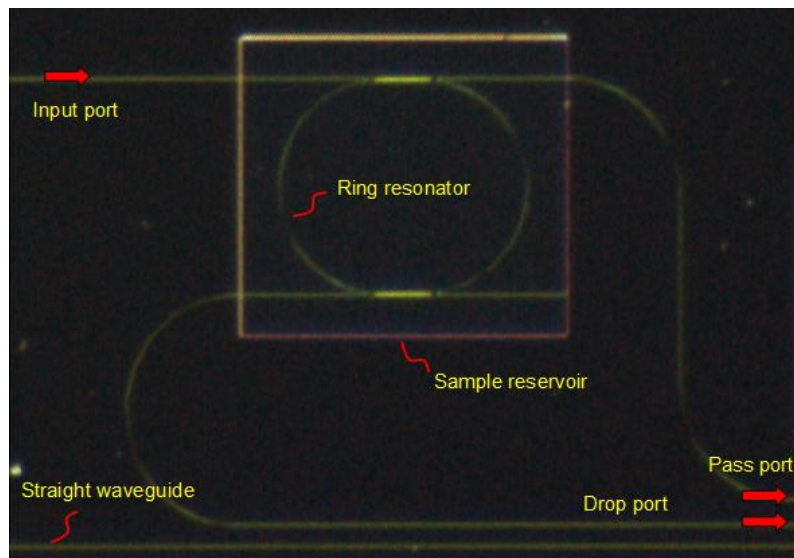 Input port
Ring resonator
Sample reservoir
Pass port
Straight waveguide
Drop port